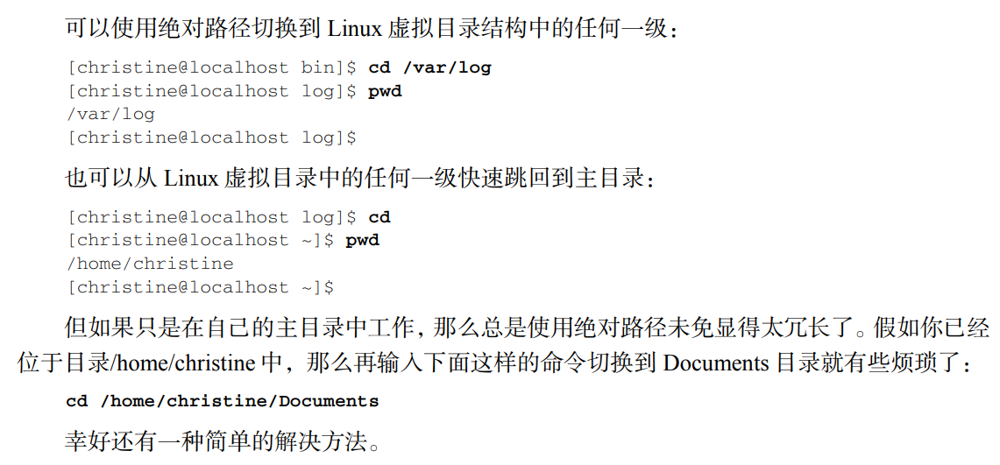 可以使用绝对路径切换到 Linux 虚拟目录结构中的任何一级：
[christine@localhost bin]$ cd /var/log
[christine@localhost log]$ pwd
/var/log
[christine@localhost log]$
也可以从 Linux 虚拟目录中的任何一级快速跳回到主目录：
[christine@localhost log]$ cd
[christine@localhost ~]$ pwd
/home/christine
[christine@localhost ~]$
但如果只是在自己的主目录中工作，那么总是使用绝对路径未免显得太冗长了。假如你已经
位于目录/home/christine 中，那么再输入下面这样的命令切换到 Documents 目录就有些烦琐了：
cd /home/christine/Documents
幸好还有一种简单的解决方法。